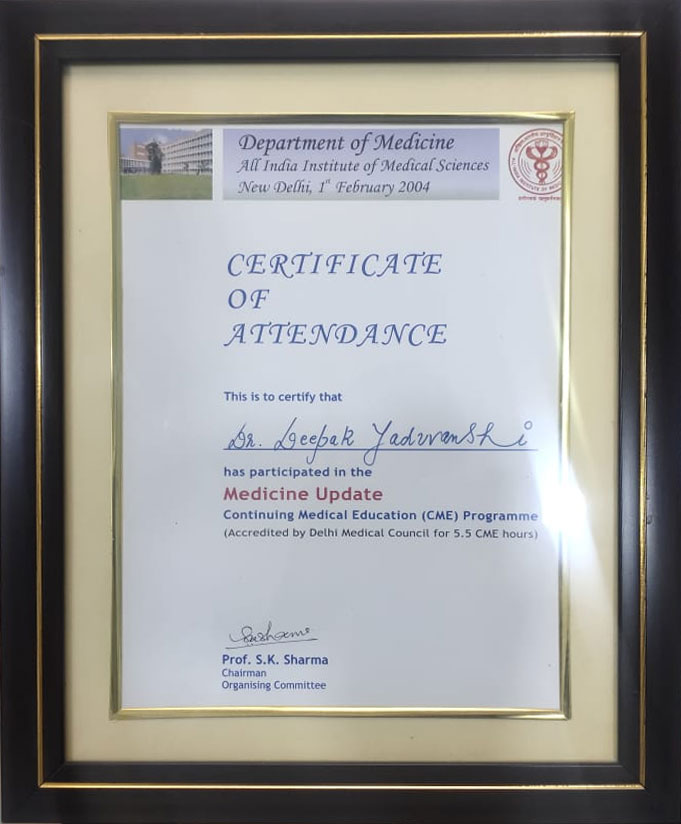 Department of Medicine
All India Institute of Medical Sciences
New Delhi, 1st February 2004
CERTIFICATE
OF
ATTENDANCE
This is to certify that
Dr. Deepak Yaduvanshi
has participated in the
Medicine Update
Continuing Medical Education (CME) Programme
(Accredited by Delhi Medical Council for 5.5 CME hours)
Prof. S.K. Sharma
Chairman
Organising Committee